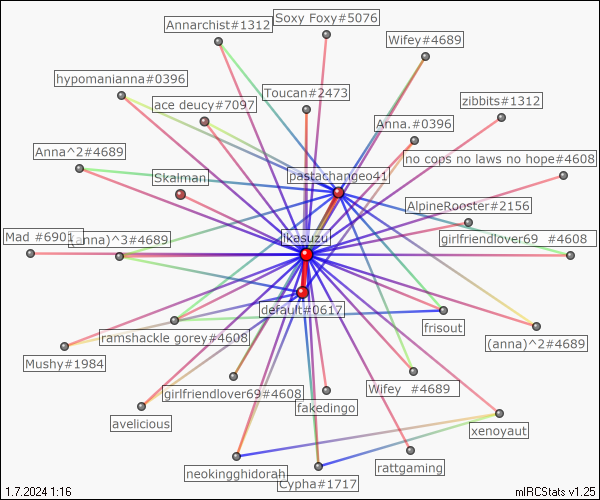 Soxy Foxy#5076
Annarchist#1312
Wifey#4689
hypomanianna#0396
Toucan#2473
ace deucy#7097
zibbits#1312
Anna.#0396
Anna^2#4689
no cops no laws no hope#4608
Skalman
pastachangeo41
AlpineRooster#2156
Mad #6901
(anna)^3#4689
ikasuzu
girlfriendlover69 #4608
default#0617
frisout
ramshackle gorey#4608
(anna)^2#4689
Mushy#1984
girlfriendlover69#4608
Wifey #4689
fakedingo
avelicious
xenoyaut
neokingghidorah
rattgaming
Cypha#1717
1.7.2024 1:16
mIRCStats v1.25